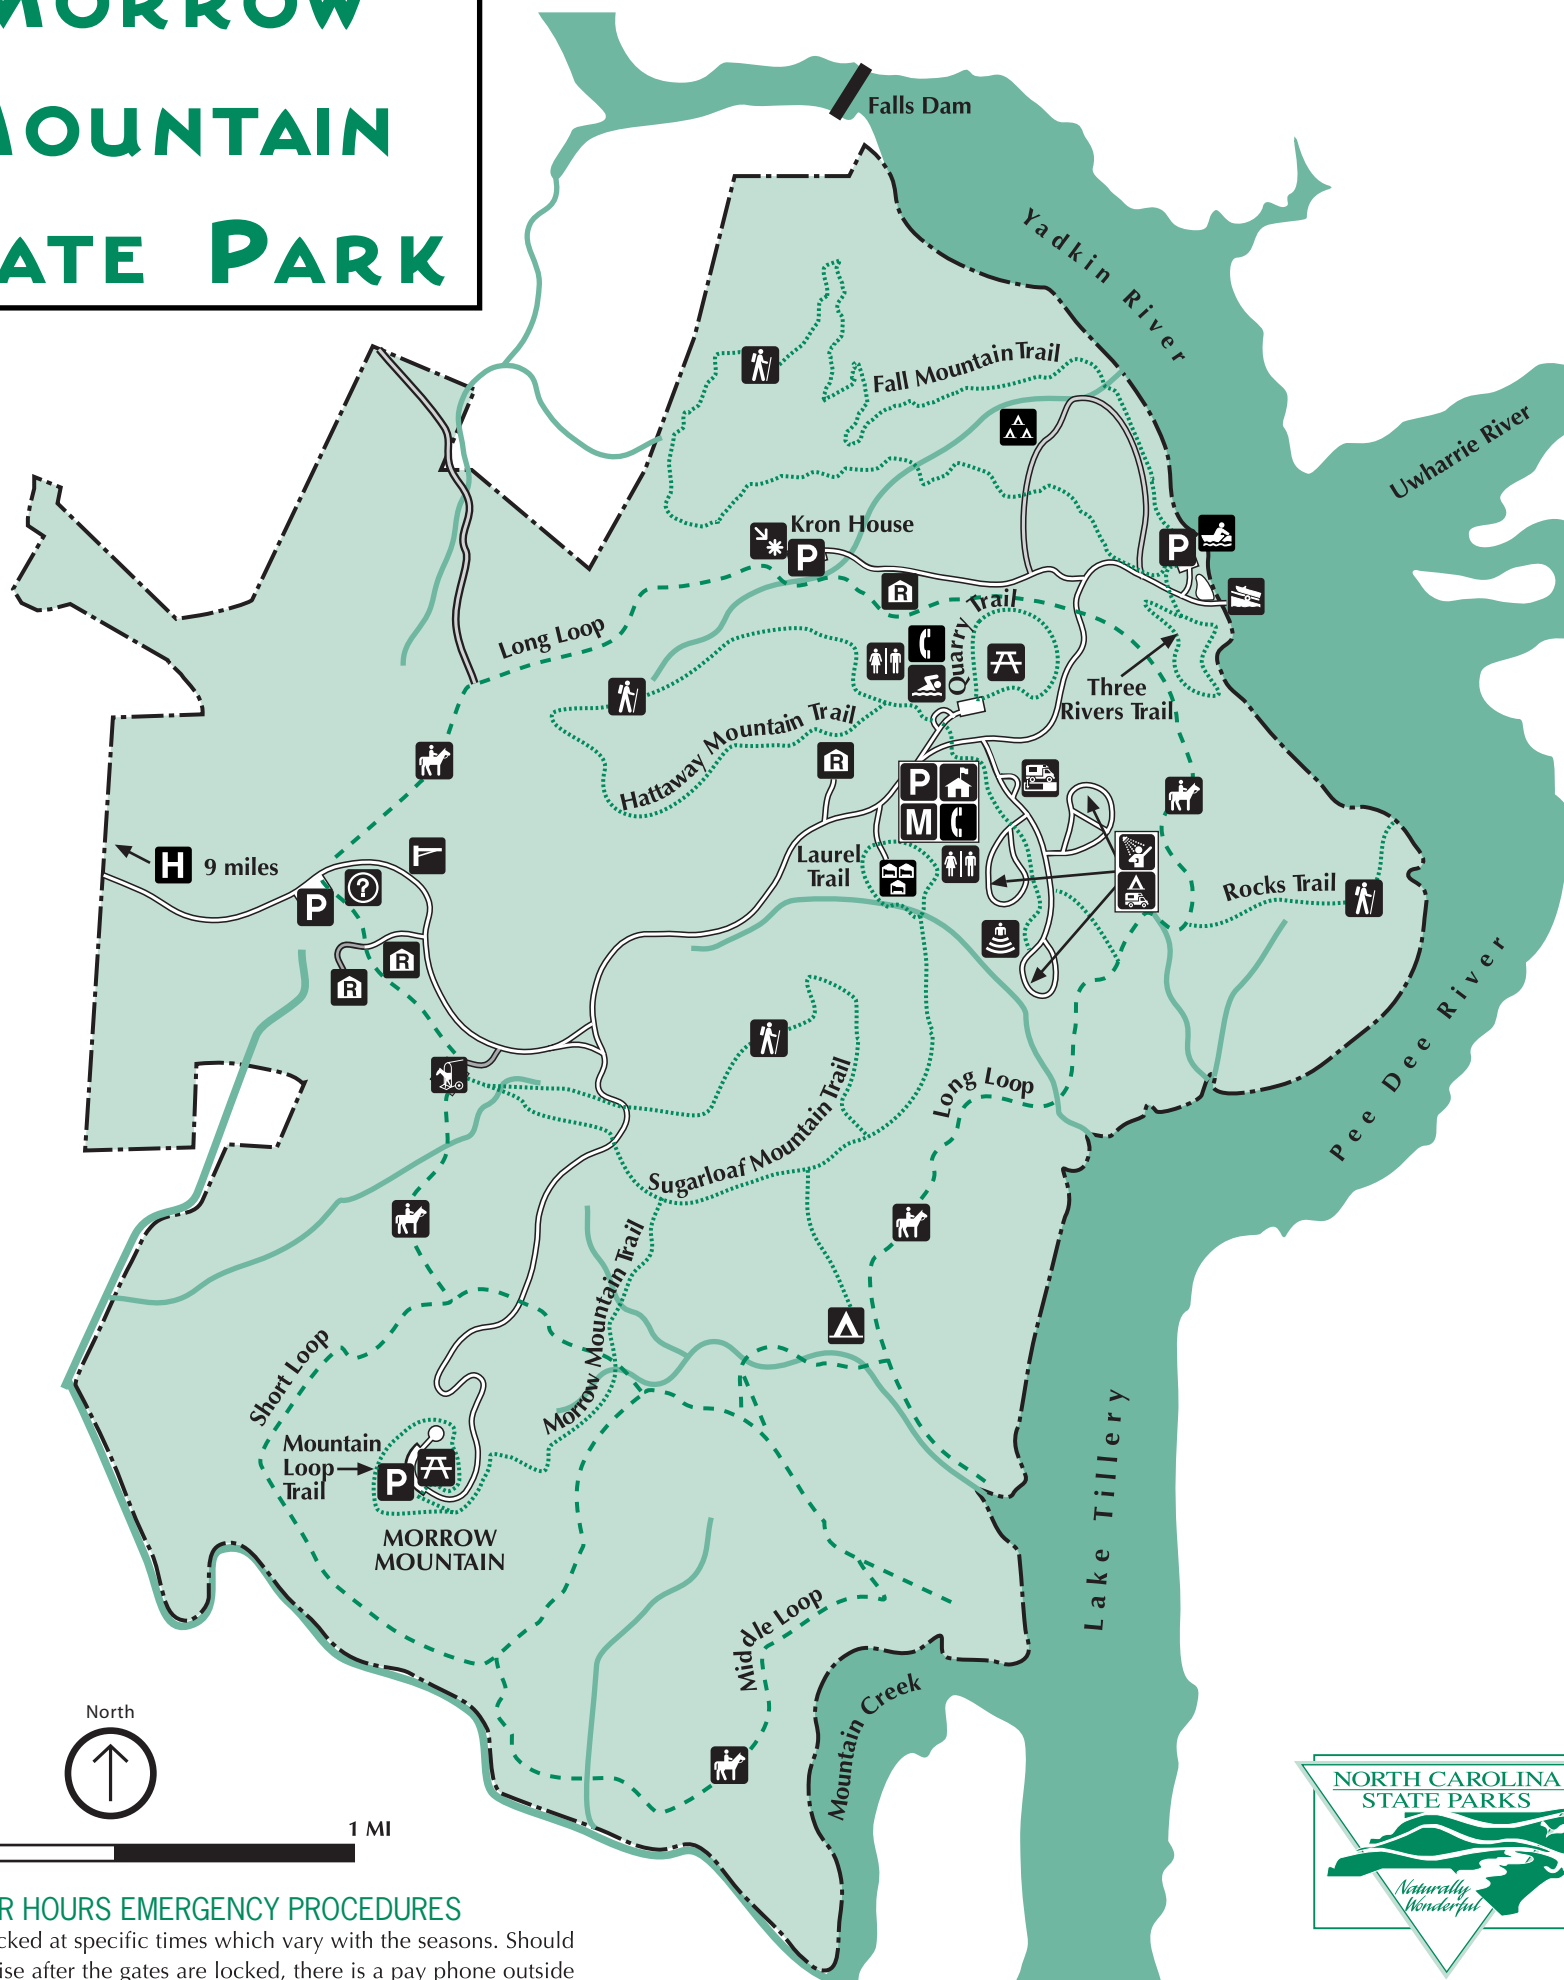 MORROW
MOUNTAIN
ATE PARK
Falls Dam
Yadkin River
Fall Mountain Trail
Uwharrie River
Kron House
P
P
R
Trail
Quarry
Long Loop
Three
Rivers Trail
Hattaway Mountain Trail
R
P
M
H
9 miles
Laurel
Trail
Rocks Trail
?
P
R
R
Pee Dee River
Long Loop
Sugarloaf Mountain Trail
Morrow Mountain Trail
Short Loop
Mountain
Loop
Trail
P
MORROW
MOUNTAIN
Lake Tillery
Middle Loop
Mountain Creek
North
1 MI
NORTH CAROLINA
STATE PARKS
Naturally
Wonderful
R HOURS EMERGENCY PROCEDURES
cked at specific times which vary with the seasons. Should
ise after the gates are locked, there is a pay phone outside